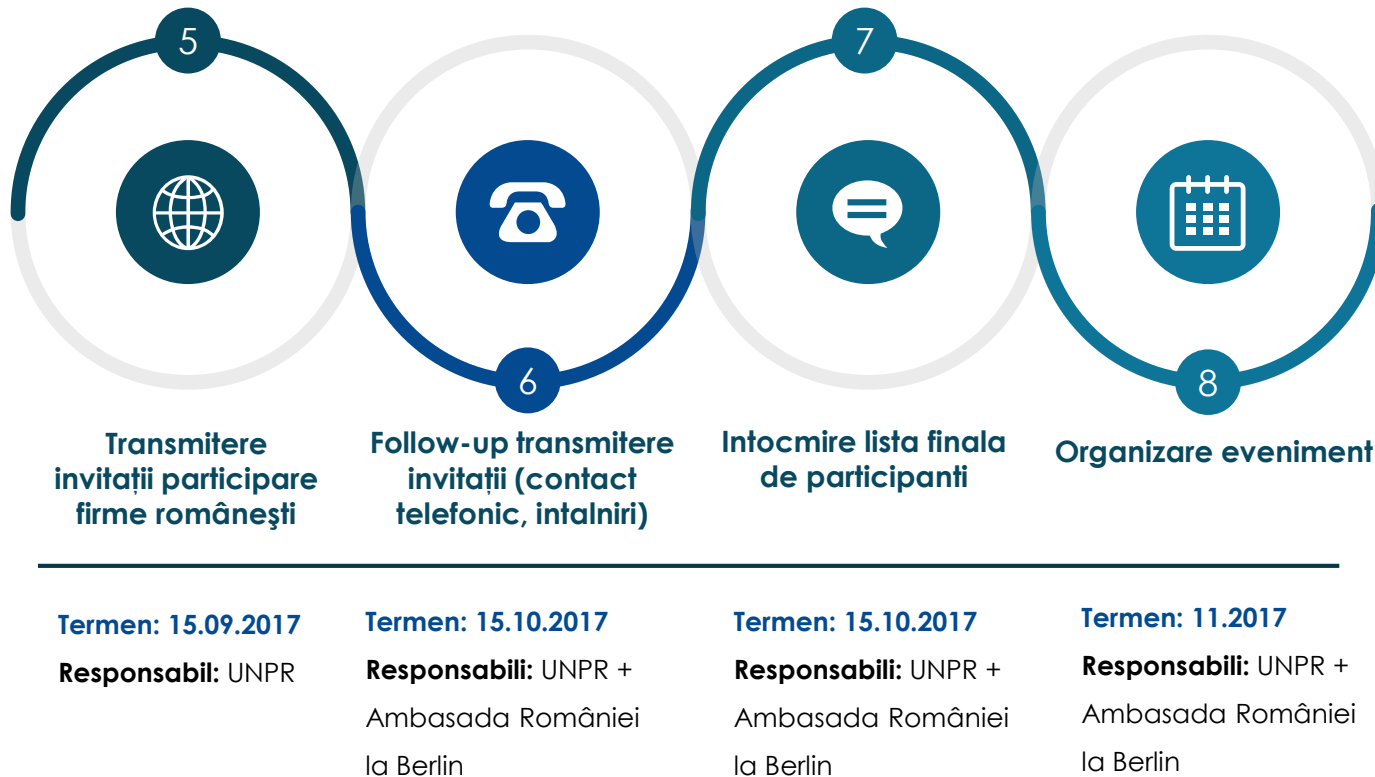 5
Transmitere
invitații participare
firme româneşti
Termen: 15.09.2017
Responsabil: UNPR
6
Follow-up transmitere
invitații (contact
telefonic, intalniri)
Termen: 15.10.2017
Responsabili: UNPR +
Ambasada României
la Berlin
7
Intocmire lista finala
de participanti
Termen: 15.10.2017
Responsabili: UNPR +
Ambasada României
la Berlin
8
Organizare eveniment
Termen: 11.2017
Responsabili: UNPR +
Ambasada României
la Berlin